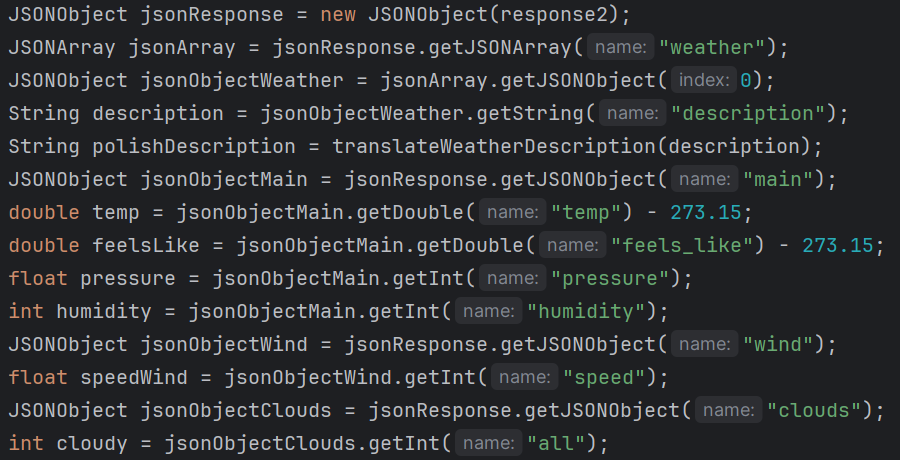 JSONObject jsonResponse = new JSONObject(response2);
JSONArray jsonArray = jsonResponse.getJSONArray( name: "weather");
JSONObject jsonObjectWeather = jsonArray.getJSONObject( index: 0);
String description = jsonObjectWeather.getString( name: "description");
String polishDescription = translateWeatherDescription(description);
JSONObject jsonObjectMain = jsonResponse.getJSONObject( name: "main");
double temp = jsonObjectMain.getDouble( name: "temp") - 273.15;
double feelsLike = jsonObjectMain.getDouble( name: "feels_like") - 273.15;
float pressure = jsonObjectMain.getInt( name: "pressure");
int humidity = jsonObjectMain.getInt( name: "humidity");
JSONObject jsonObjectWind = jsonResponse.getJSONObject( name: "wind");
float speedWind = jsonObjectWind.getInt( name: "speed");
JSONObject jsonObjectClouds = jsonResponse.getJSONObject( name: "clouds");
int cloudy = jsonObjectClouds.getInt( name: "all");